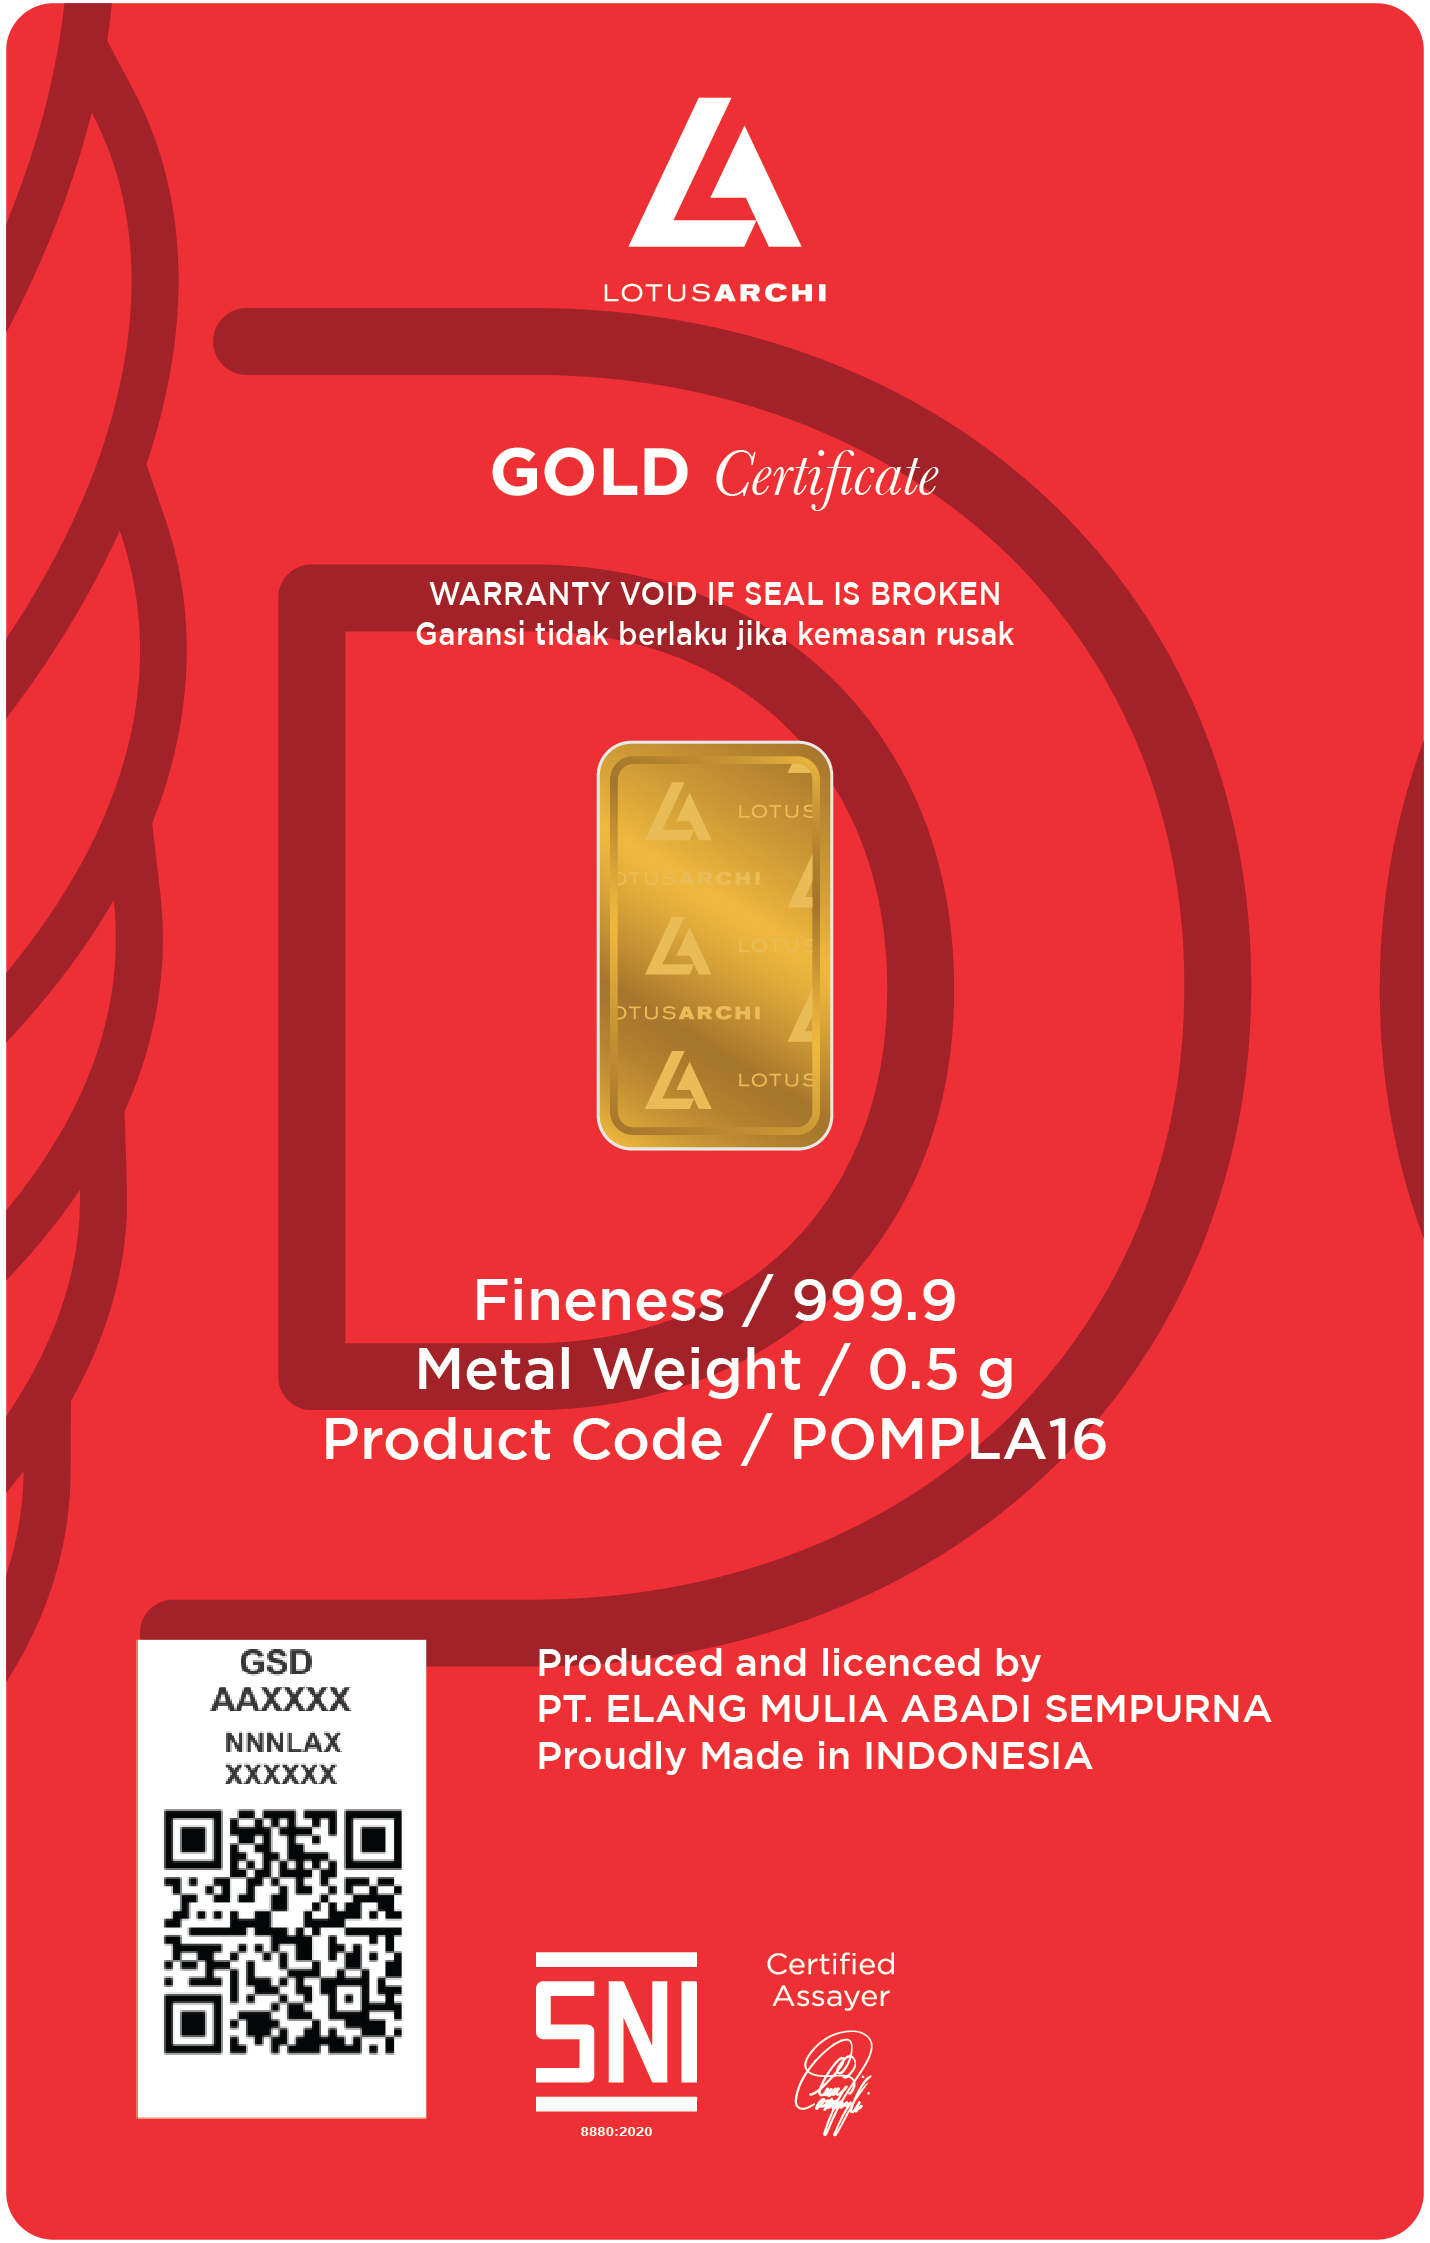 LOTUSARCHI
GOLD Certificate
WARRANTY VOID IF SEAL IS BROKEN
Garansi tidak berlaku jika kemasan rusak
LOTUS
OTUSARCHI
LOTUS
OTUSARCHI
LOTUS
Fineness / 999.9
Metal Weight / 0.5 g
Product Code / POMPLA16
GSD
AAXXXX
NNNLAX
XXXXXX
Produced and licenced by
PT. ELANG MULIA ABADI SEMPURNA
Proudly Made in INDONESIA
SNI
8880:2020
Certified
Assayer